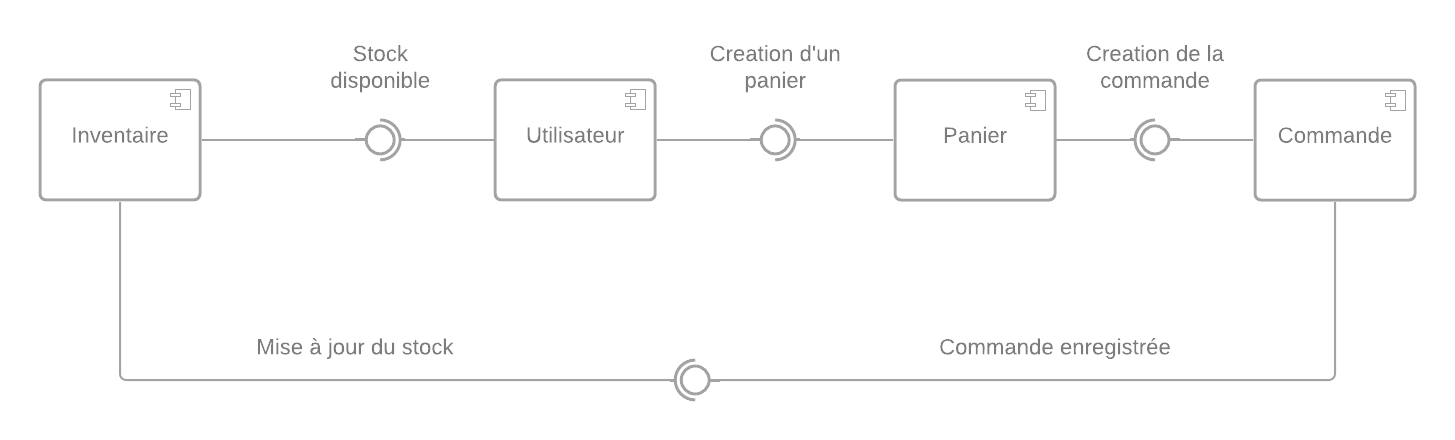 Stock
disponible
Creation d'un
panier
Creation de la
commande
Inventaire
Utilisateur
Panier
Commande
Mise à jour du stock
Commande enregistrée